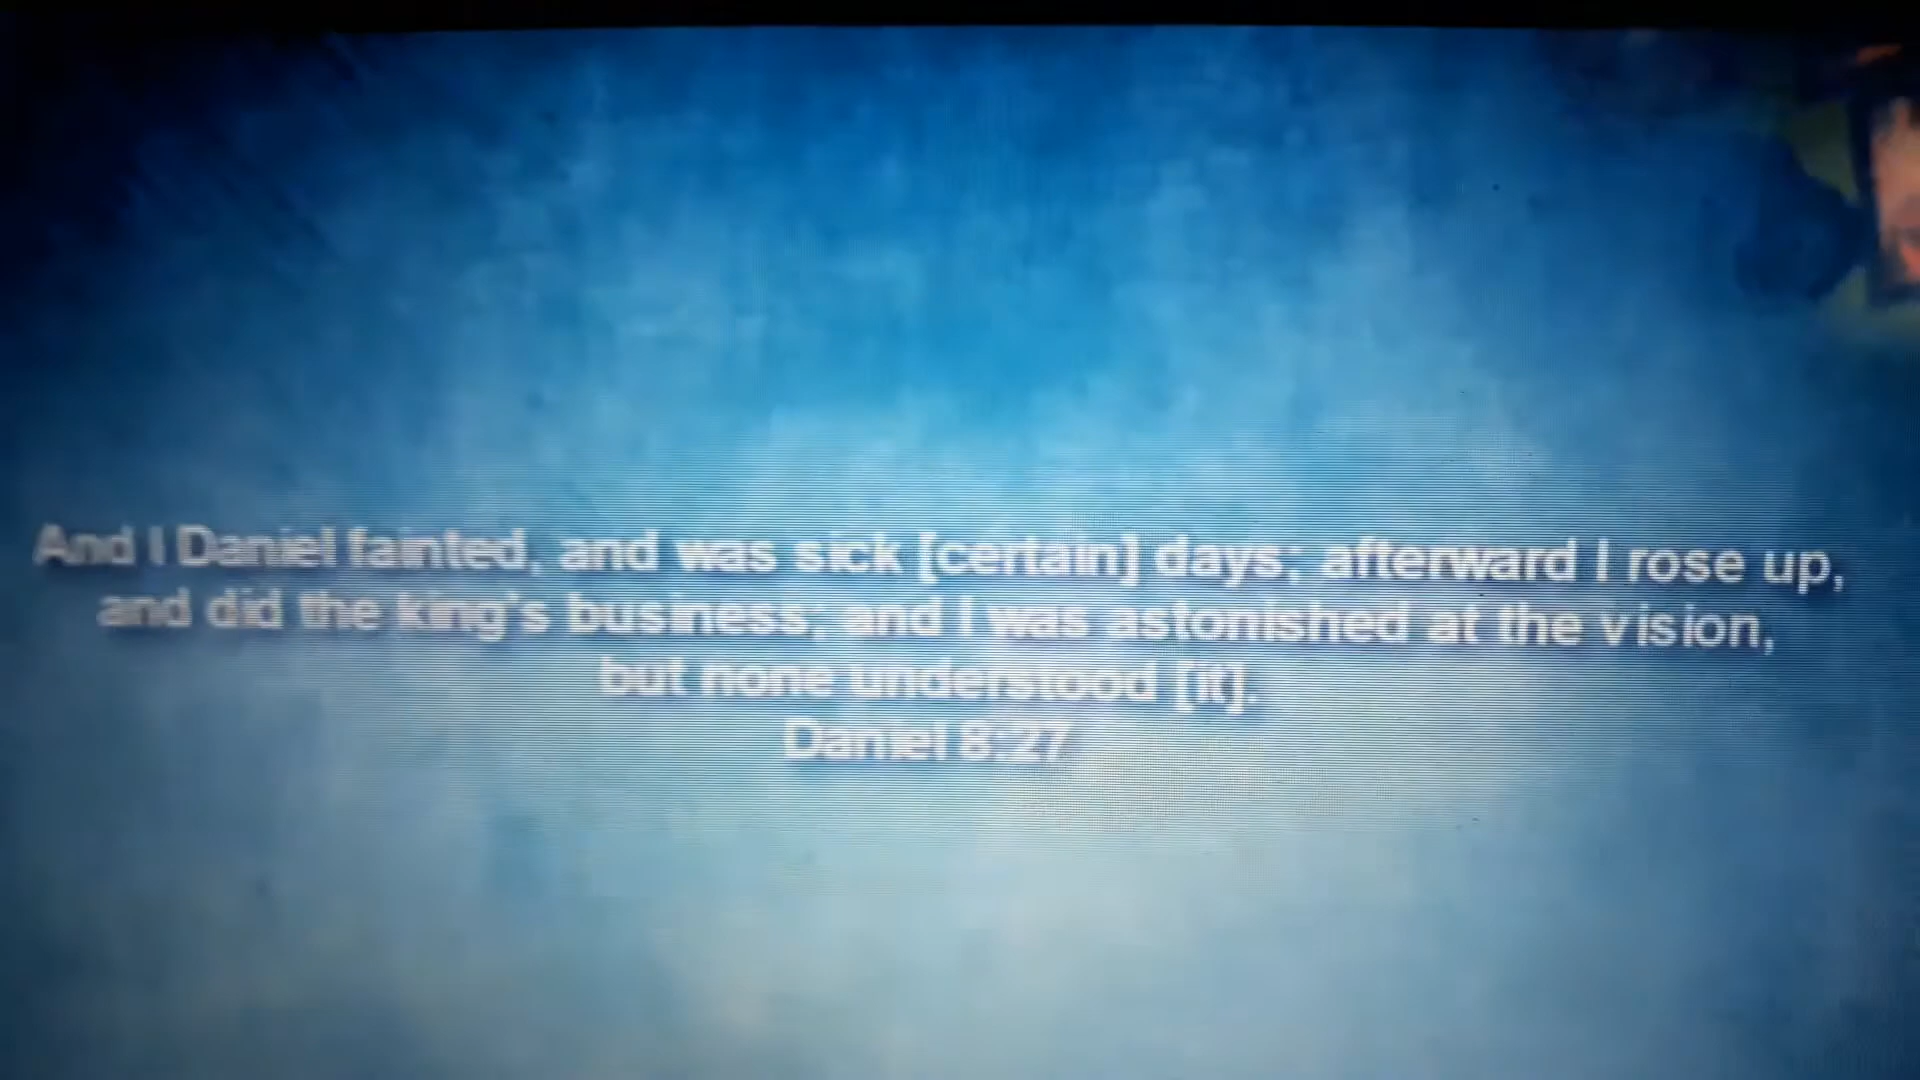 And I Daniel fainted, and was sick [certain] days; afterward I rose up,
and did the king's business; and I was astonished at the vision,
but none understood [it].
Daniel 8:27